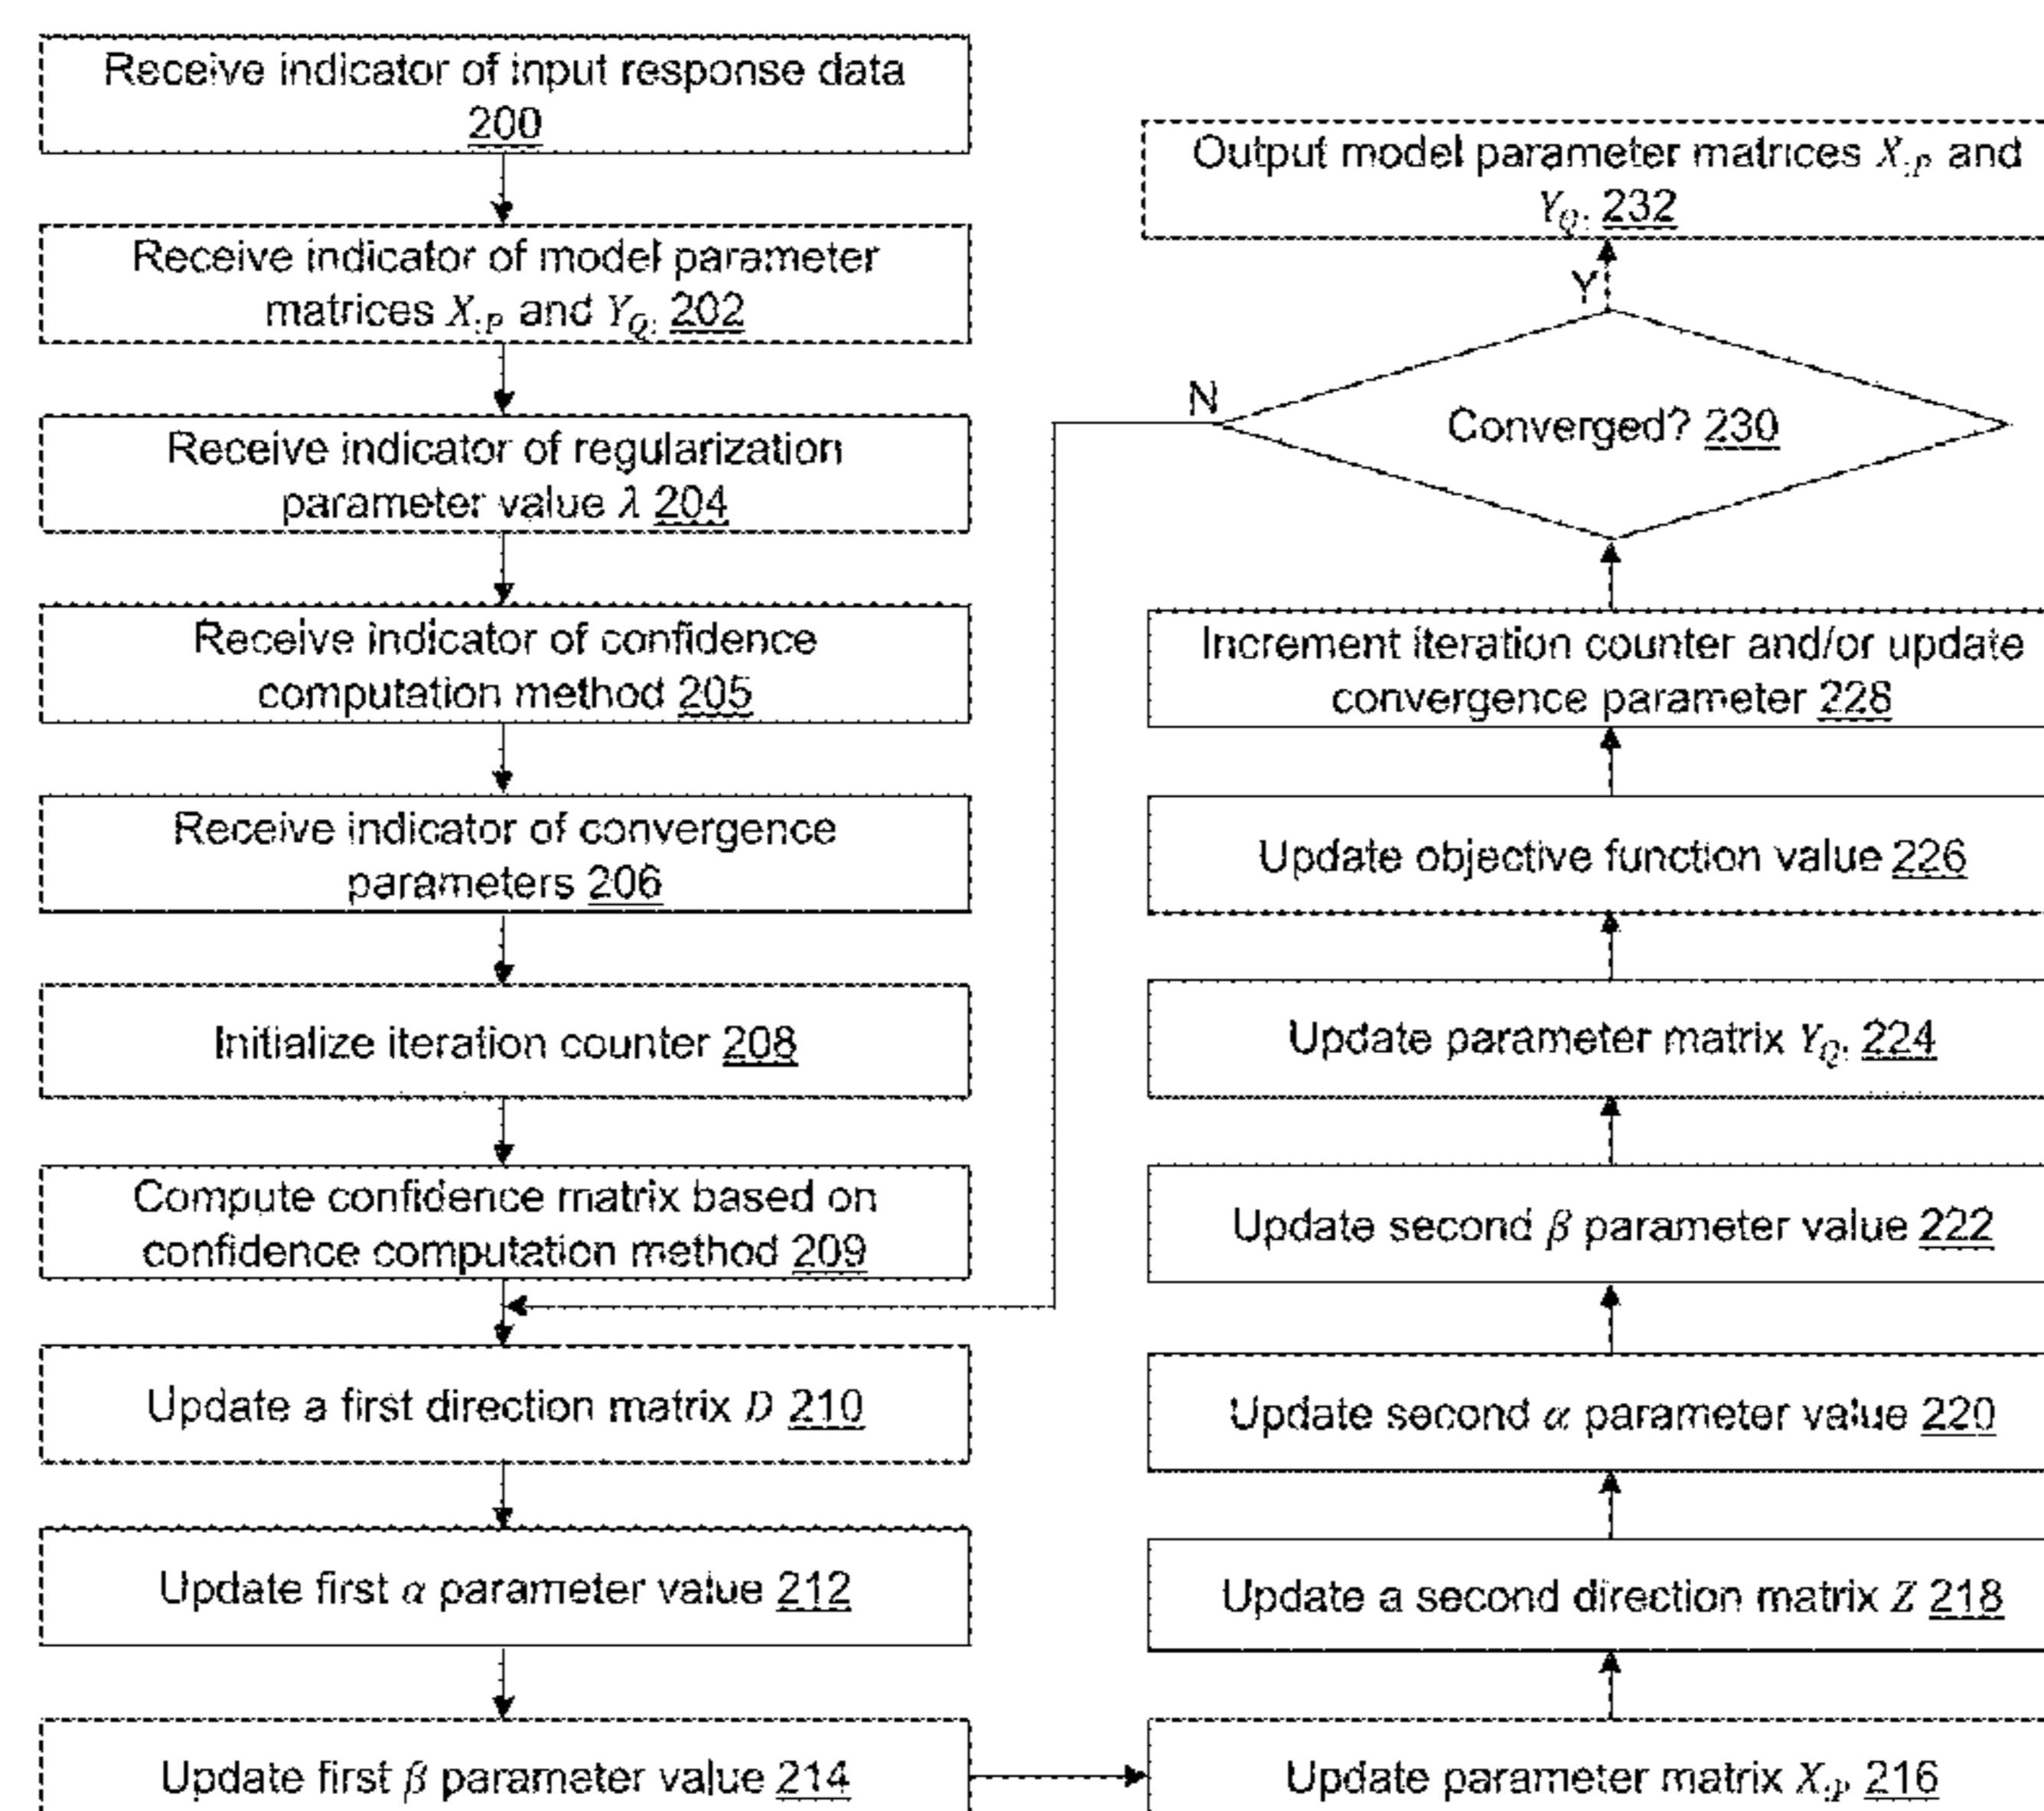 Receive indicator of input response data
200
Receive indicator of model parameter
matrices X:P and YQ: 202
Receive indicator of regularization
parameter value λ 204
Receive indicator of confidence
computation method 205
Receive indicator of convergence
parameters 206
Initialize iteration counter 208
Compute confidence matrix based on
confidence computation method 209
Update a first direction matrix D 210
Update first α parameter value 212
Update first β parameter value 214
Update parameter matrix X:P 216
Update a second direction matrix Z 218
Update second α parameter value 220
Update second β parameter value 222
Update parameter matrix YQ: 224
Update objective function value 226
Increment iteration counter and/or update
convergence parameter 228
Converged? 230
N
Y
Output model parameter matrices X:P and
YQ: 232